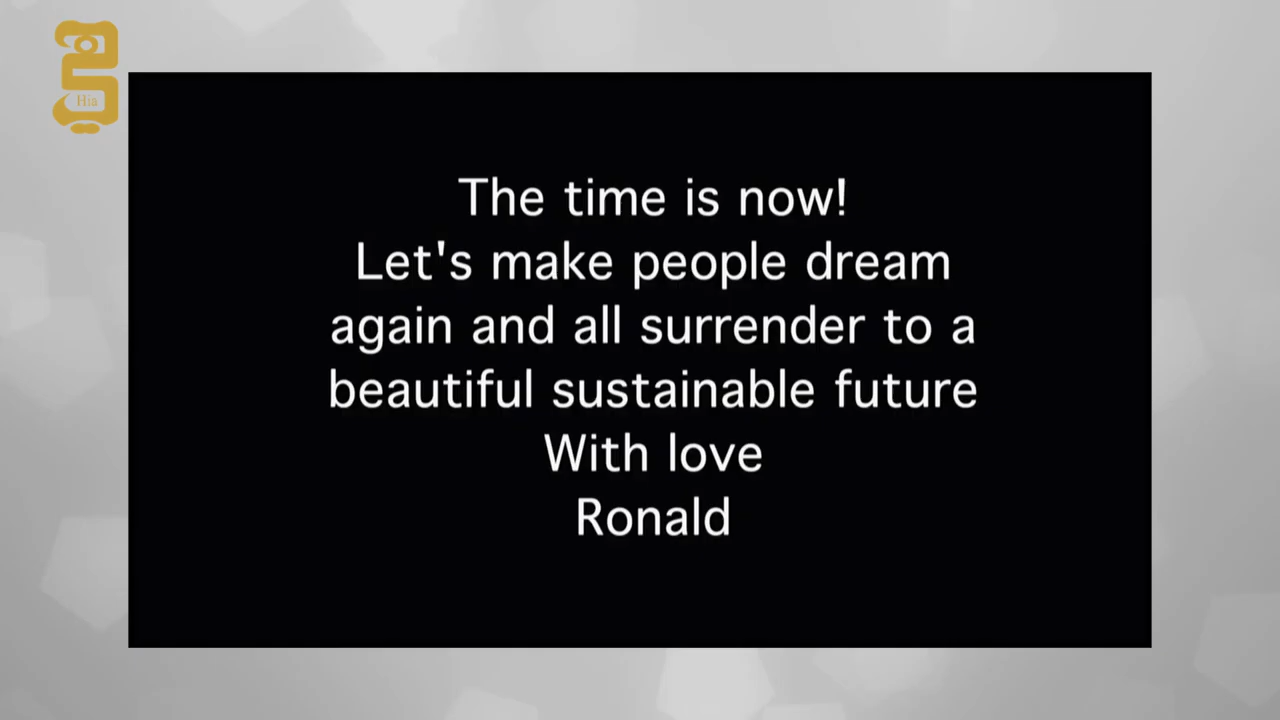 Hia
The time is now!
Let's make people dream
again and all surrender to a
beautiful sustainable future
With love
Ronald